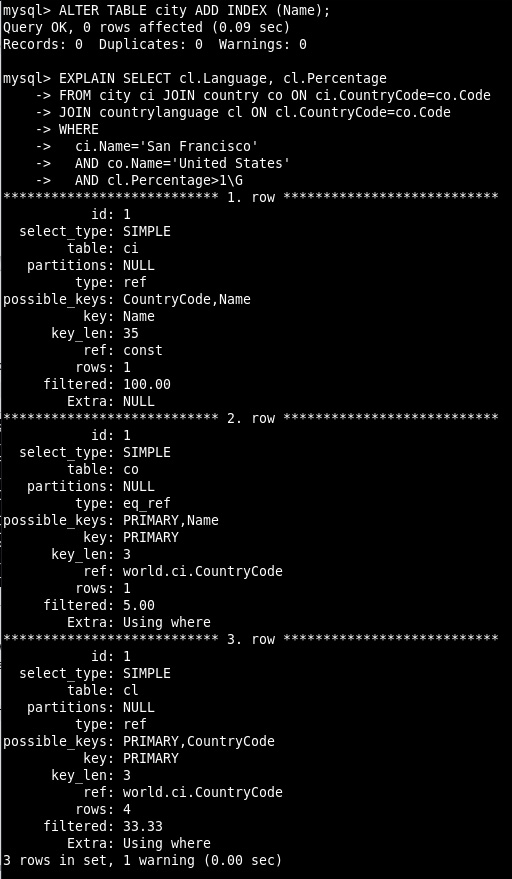 mysql> ALTER TABLE city ADD INDEX (Name);
Query OK, 0 rows affected (0.09 sec)
Records: 0  Duplicates: 0  Warnings: 0

mysql> EXPLAIN SELECT cl.Language, cl.Percentage
    -> FROM city ci JOIN country co ON ci.CountryCode=co.Code
    -> JOIN countrylanguage cl ON cl.CountryCode=co.Code
    -> WHERE
    ->   ci.Name='San Francisco'
    ->   AND co.Name='United States'
    ->   AND cl.Percentage>1\G
*************************** 1. row ***************************
           id: 1
  select_type: SIMPLE
        table: ci
   partitions: NULL
         type: ref
possible_keys: CountryCode,Name
          key: Name
      key_len: 35
          ref: const
         rows: 1
     filtered: 100.00
        Extra: NULL
*************************** 2. row ***************************
           id: 1
  select_type: SIMPLE
        table: co
   partitions: NULL
         type: eq_ref
possible_keys: PRIMARY,Name
          key: PRIMARY
      key_len: 3
          ref: world.ci.CountryCode
         rows: 1
     filtered: 5.00
        Extra: Using where
*************************** 3. row ***************************
           id: 1
  select_type: SIMPLE
        table: cl
   partitions: NULL
         type: ref
possible_keys: PRIMARY,CountryCode
          key: PRIMARY
      key_len: 3
          ref: world.ci.CountryCode
         rows: 4
     filtered: 33.33
        Extra: Using where
3 rows in set, 1 warning (0.00 sec)